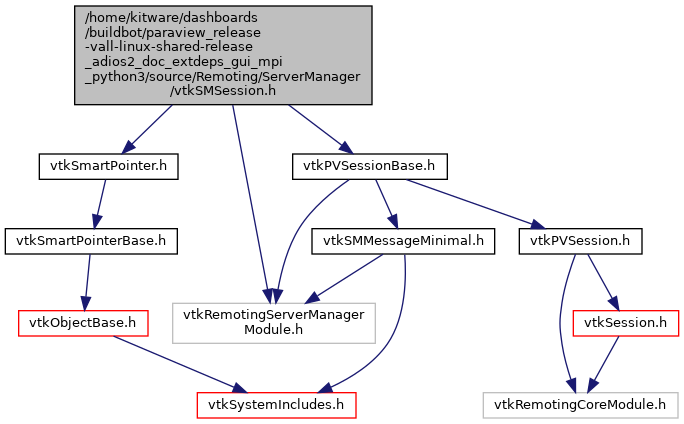 /home/kitware/dashboards
/buildbot/paraview_release
-vall-linux-shared-release
_adios2_doc_extdeps_gui_mpi
_python3/source/Remoting/ServerManager
/vtkSMSession.h
vtkSmartPointer.h
vtkPVSessionBase.h
vtkSmartPointerBase.h
vtkSMMessageMinimal.h
vtkPVSession.h
vtkObjectBase.h
vtkRemotingServerManager
Module.h
vtkSession.h
vtkSystemIncludes.h
vtkRemotingCoreModule.h